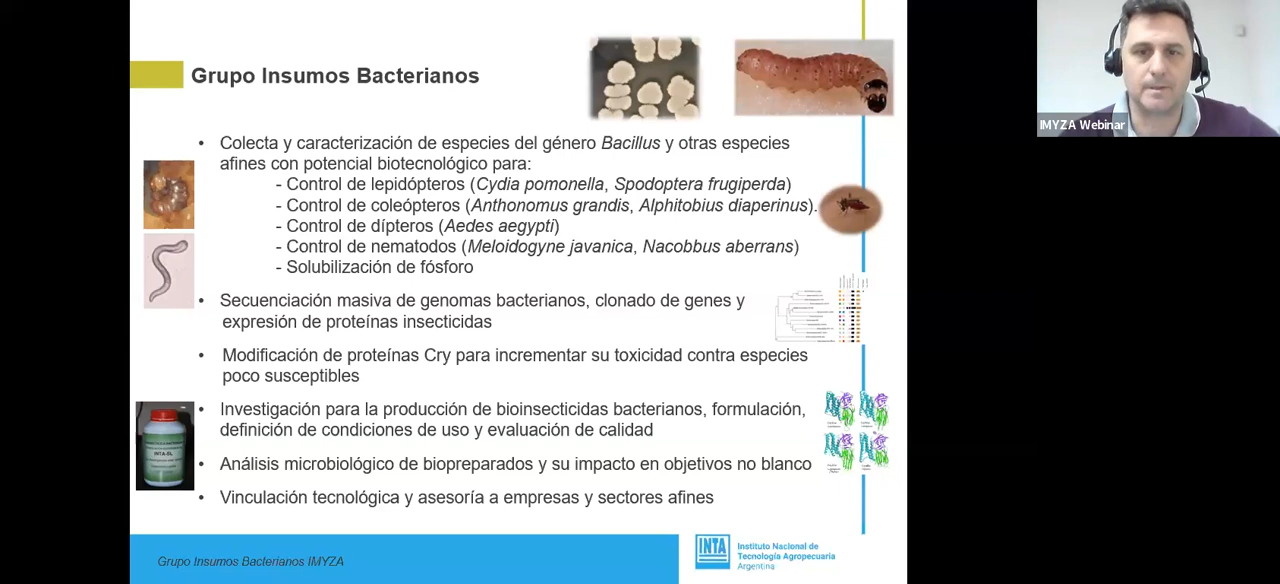 Grupo Insumos Bacterianos
IMYZA Webinar
• Colecta y caracterización de especies del género Bacillus y otras especies
afines con potencial biotecnológico para:
- Control de lepidópteros (Cydia pomonella, Spodoptera frugiperda)
- Control de coleópteros (Anthonomus grandis, Alphitobius diaperinus).
- Control de dípteros (Aedes aegypti)
- Control de nematodos (Meloidogyne javanica, Nacobbus aberrans)
- Solubilización de fósforo
• Secuenciación masiva de genomas bacterianos, clonado de genes y
expresión de proteínas insecticidas
• Modificación de proteínas Cry para incrementar su toxicidad contra especies
poco susceptibles
• Investigación para la producción de bioinsecticidas bacterianos, formulación,
definición de condiciones de uso y evaluación de calidad
• Análisis microbiológico de biopreparados y su impacto en objetivos no blanco
• Vinculación tecnológica y asesoría a empresas y sectores afines
Grupo Insumos Bacterianos IMYZA
INTA
Instituto Nacional de
Tecnología Agropecuaria
Argentina